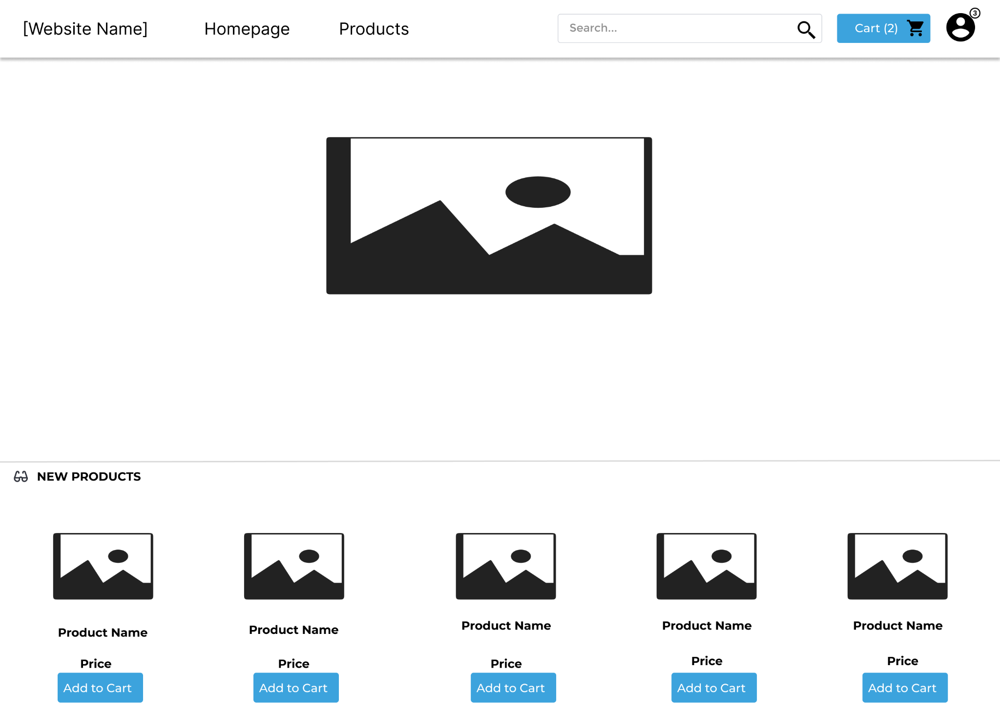 [Website Name] Homepage Products Search... Cart (2) 3
NEW PRODUCTS
Product Name Product Name Product Name Product Name Product Name
Price Price Price Price Price
Add to Cart Add to Cart Add to Cart Add to Cart Add to Cart